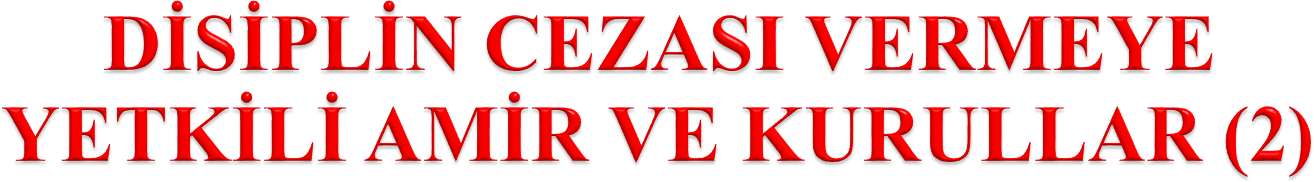 DİSİPLİN CEZASI VERMEYE
YETKİLİ AMİR VE KURULLAR (2)